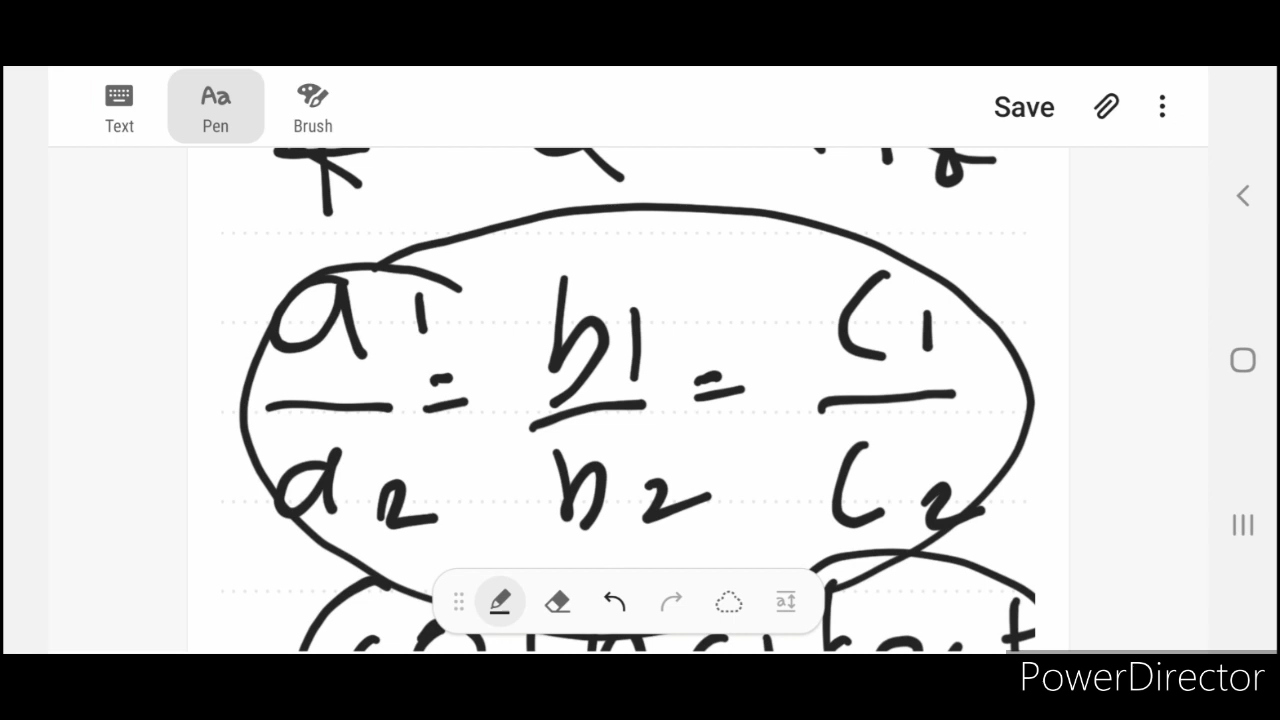 Text Pen Brush Save
a1 = b1 = c1
a2 b2 c2
PowerDirector